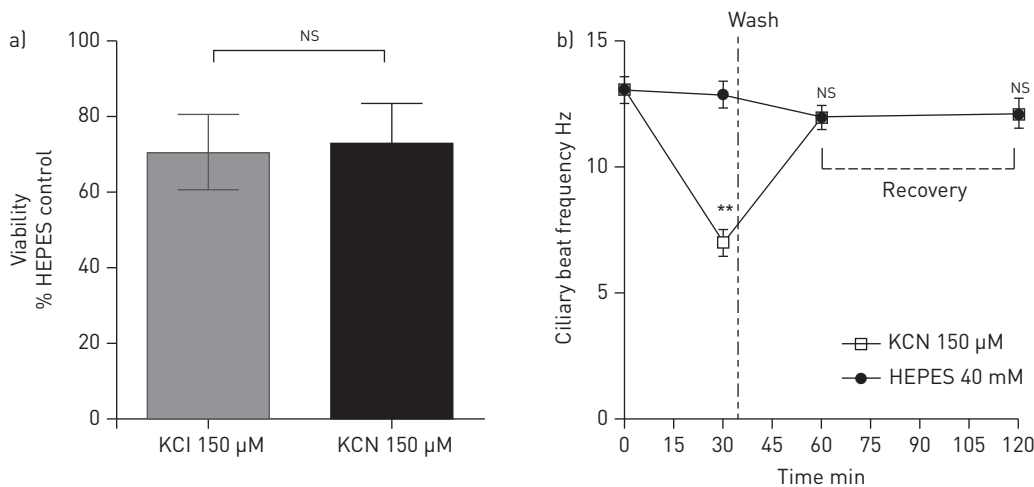 a)
NS
100
80
60
40
20
0
Viability
% HEPES control
KCl 150 µM
KCN 150 µM
b)
Wash
15
10
5
0
Ciliary beat frequency Hz
**
NS
NS
Recovery
KCN 150 µM
HEPES 40 mM
0 15 30 45 60 75 90 105 120
Time min